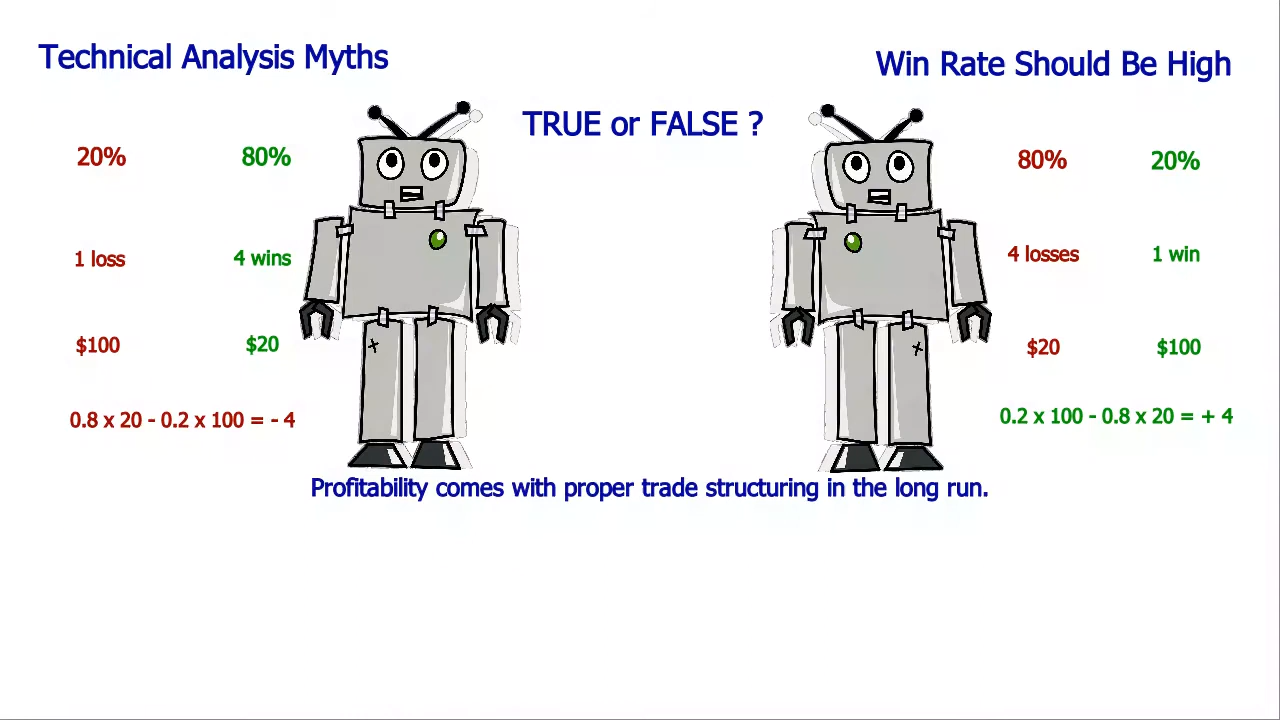 Technical Analysis Myths
Win Rate Should Be High
TRUE or FALSE ?
20% 80%
1 loss 4 wins
$100 $20
0.8 x 20 - 0.2 x 100 = - 4
80% 20%
4 losses 1 win
$20 $100
0.2 x 100 - 0.8 x 20 = + 4
Profitability comes with proper trade structuring in the long run.